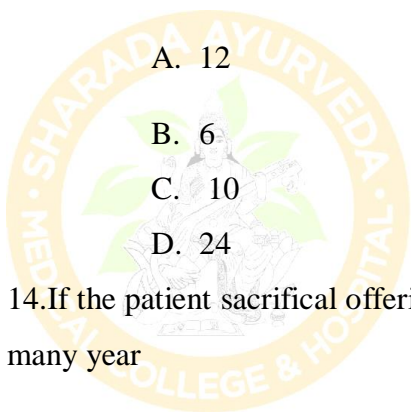 SHARADA AYURVEDA
MEDICAL COLLEGE & HOSPITAL
A. 12
B. 6
C. 10
D. 24
14.If the patient sacrifical offeri
many year